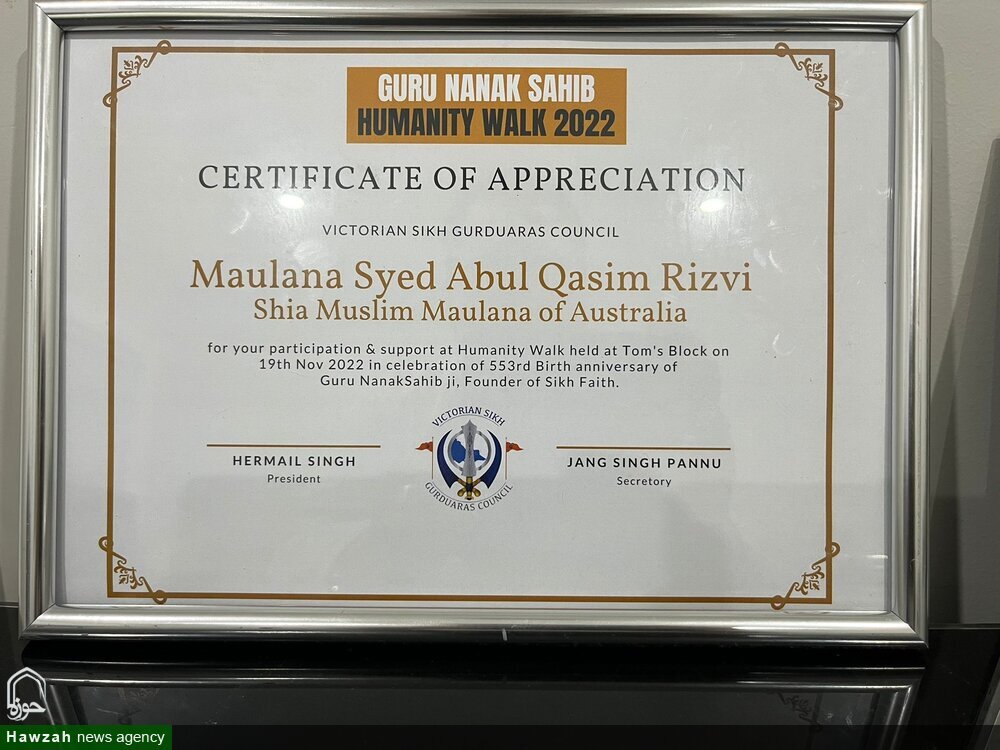 GURU NANAK SAHIB
HUMANITY WALK 2022
CERTIFICATE OF APPRECIATION
VICTORIAN SIKH GURDUARAS COUNCIL
Maulana Syed Abul Qasim Rizvi
Shia Muslim Maulana of Australia
for your participation & support at Humanity Walk held at Tom's Block on
19th Nov 2022 in celebration of 553rd Birth anniversary of
Guru NanakSahib ji, Founder of Sikh Faith.
VICTORIAN SIKH
GURDUARAS COUNCIL
HERMAIL SINGH
President
JANG SINGH PANNU
Secretary
حوزه
Hawzah news agency